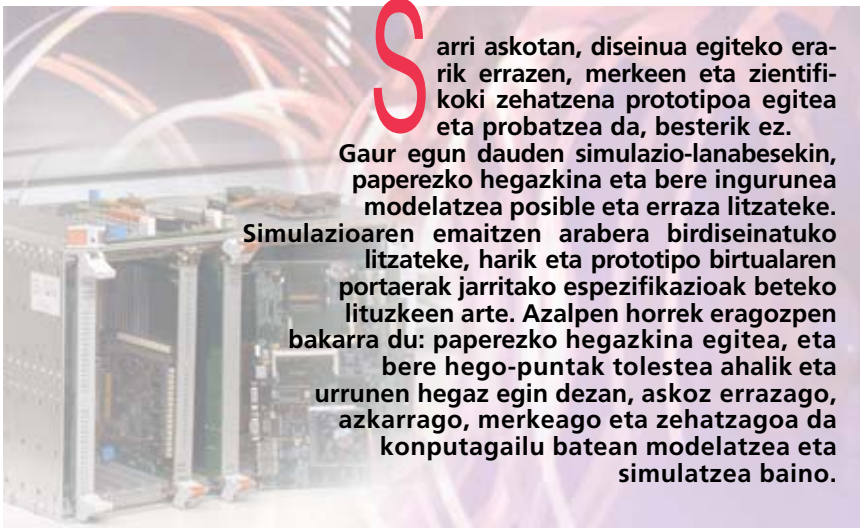 Sarri askotan, diseinua egiteko era-
rik errazen, merkeen eta zientifi-
koki zehatzena prototipoa egitea
eta probatzea da, besterik ez.
Gaur egun dauden simulazio-lanabesekin,
paperezko hegazkina eta bere ingurunea
modelatzea posible eta erraza litzateke.
Simulazioaren emaitzen arabera birdiseinatuko
litzateke, harik eta prototipo birtualaren
portaerak jarritako espezifikazioak beteko
lituzkeen arte. Azalpen horrek eragozpen
bakarra du: paperezko hegazkina egitea, eta
bere hego-puntak tolestea ahalik eta
urrunen hegaz egin dezan, askoz errazago,
azkarrago, merkeago eta zehatzagoa da
konputagailu batean modelatzea eta
simulatzea baino.